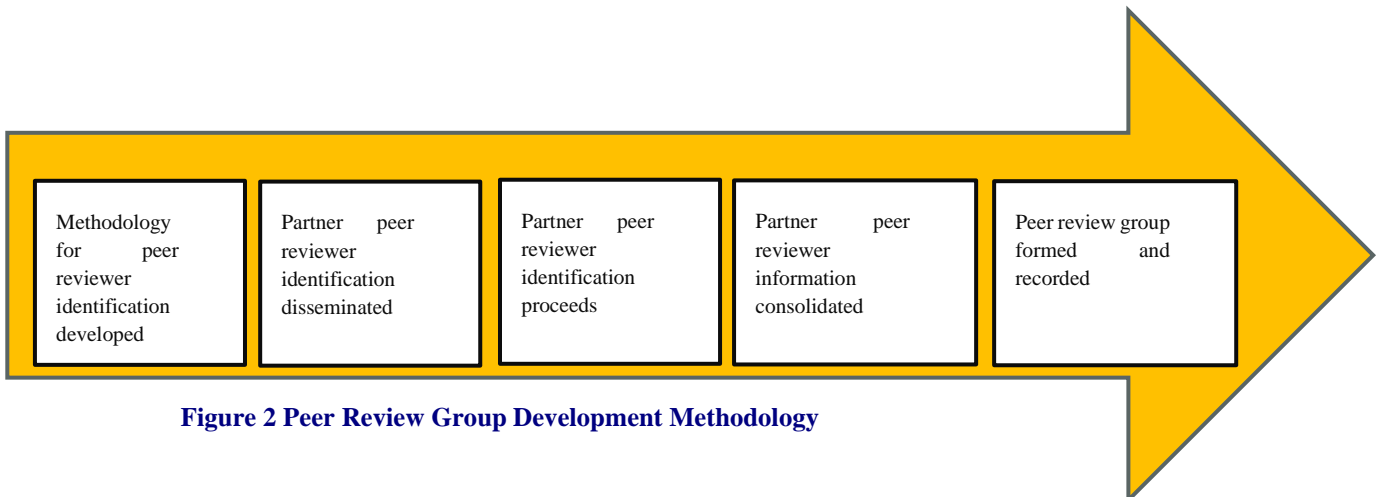 Methodology
for peer
reviewer
identification
developed
Partner peer
reviewer
identification
disseminated
Partner peer
reviewer
identification
proceeds
Partner peer
reviewer
information
consolidated
Peer review group
formed and
recorded
Figure 2 Peer Review Group Development Methodology